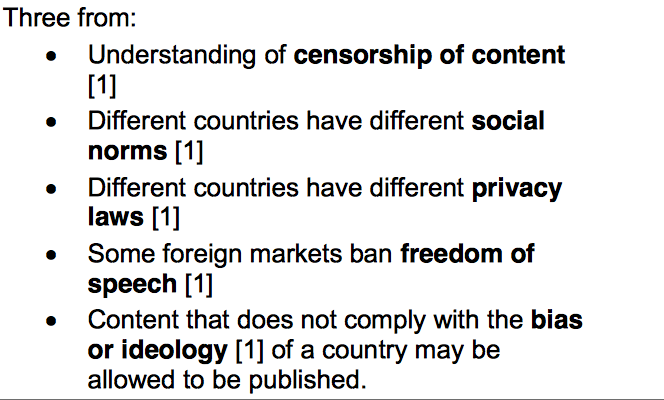 Three from:
• Understanding of censorship of content
[1]
• Different countries have different social
norms [1]
• Different countries have different privacy
laws [1]
• Some foreign markets ban freedom of
speech [1]
• Content that does not comply with the bias
or ideology [1] of a country may be
allowed to be published.